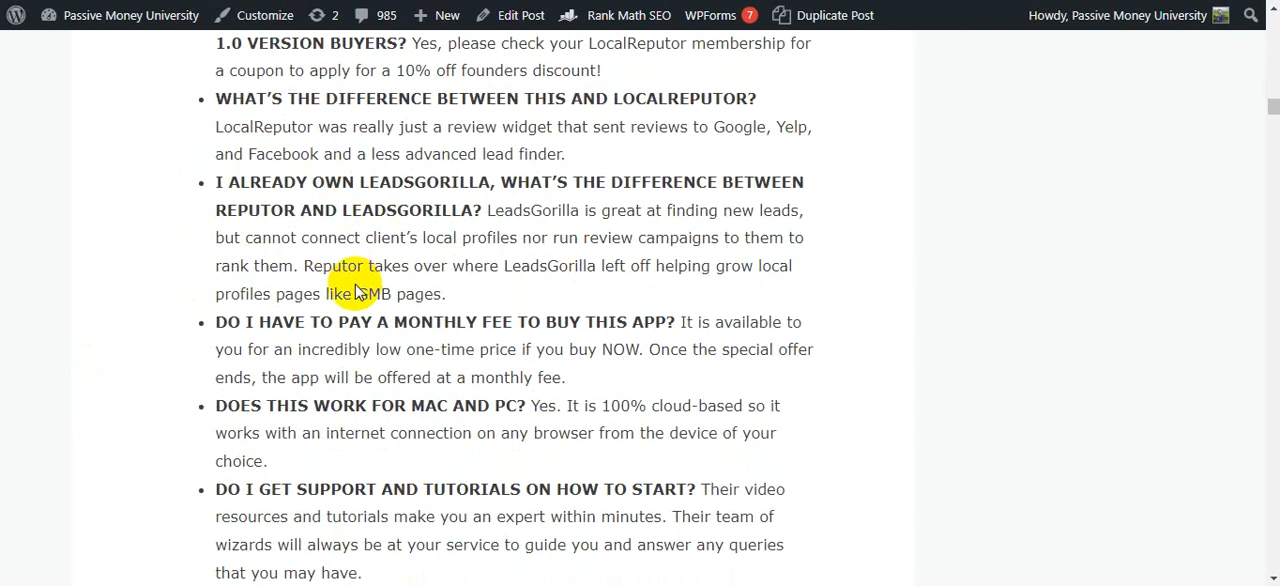 Passive Money University Customize 2 985 New Edit Post Rank Math SEO WPForms 7 Duplicate Post Howdy, Passive Money University
1.0 VERSION BUYERS? Yes, please check your LocalReputor membership for
a coupon to apply for a 10% off founders discount!
• WHAT’S THE DIFFERENCE BETWEEN THIS AND LOCALREPUTOR?
LocalReputor was really just a review widget that sent reviews to Google, Yelp,
and Facebook and a less advanced lead finder.
• I ALREADY OWN LEADSGORILLA, WHAT’S THE DIFFERENCE BETWEEN
REPUTOR AND LEADSGORILLA? LeadsGorilla is great at finding new leads,
but cannot connect client’s local profiles nor run review campaigns to them to
rank them. Reputor takes over where LeadsGorilla left off helping grow local
profiles pages like GMB pages.
• DO I HAVE TO PAY A MONTHLY FEE TO BUY THIS APP? It is available to
you for an incredibly low one-time price if you buy NOW. Once the special offer
ends, the app will be offered at a monthly fee.
• DOES THIS WORK FOR MAC AND PC? Yes. It is 100% cloud-based so it
works with an internet connection on any browser from the device of your
choice.
• DO I GET SUPPORT AND TUTORIALS ON HOW TO START? Their video
resources and tutorials make you an expert within minutes. Their team of
wizards will always be at your service to guide you and answer any queries
that you may have.